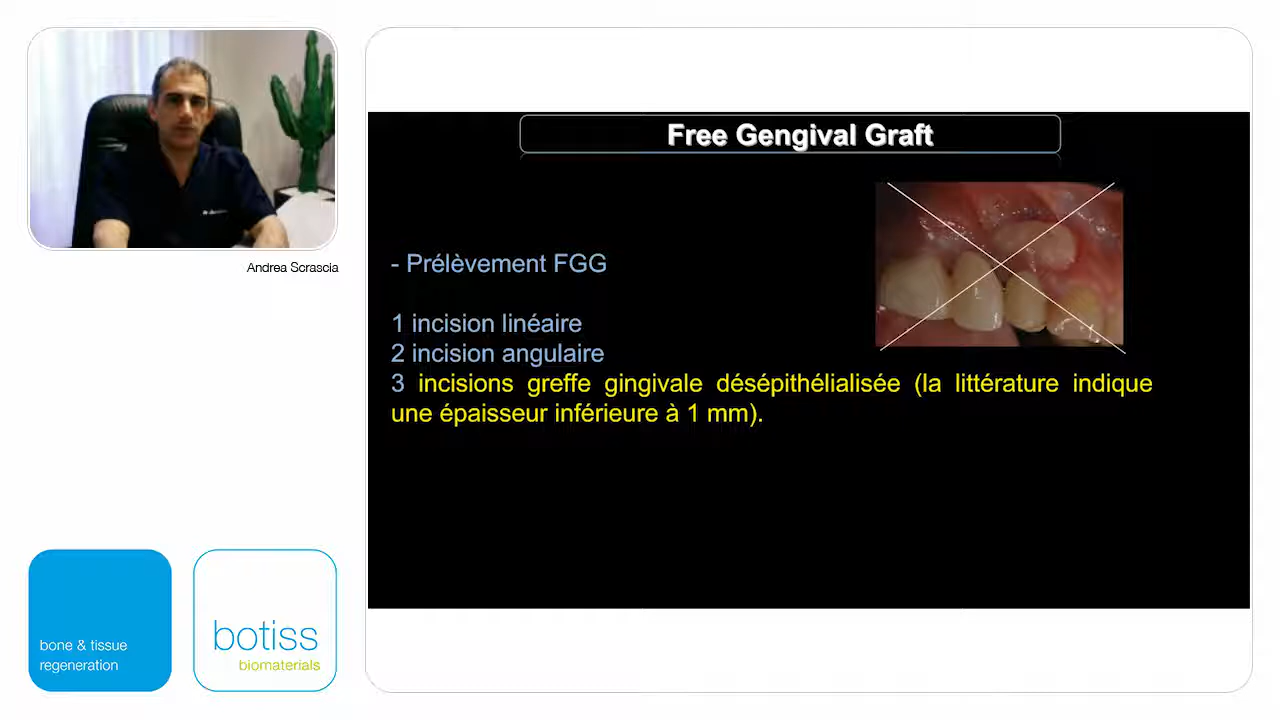 Free Gengival Graft
Andrea Scrascia
- Prélèvement FGG
1 incision linéaire
2 incision angulaire
3 incisions greffe gingivale désépithélialisée (la littérature indique
une épaisseur inférieure à 1 mm).
bone & tissue
regeneration
botiss
biomaterials